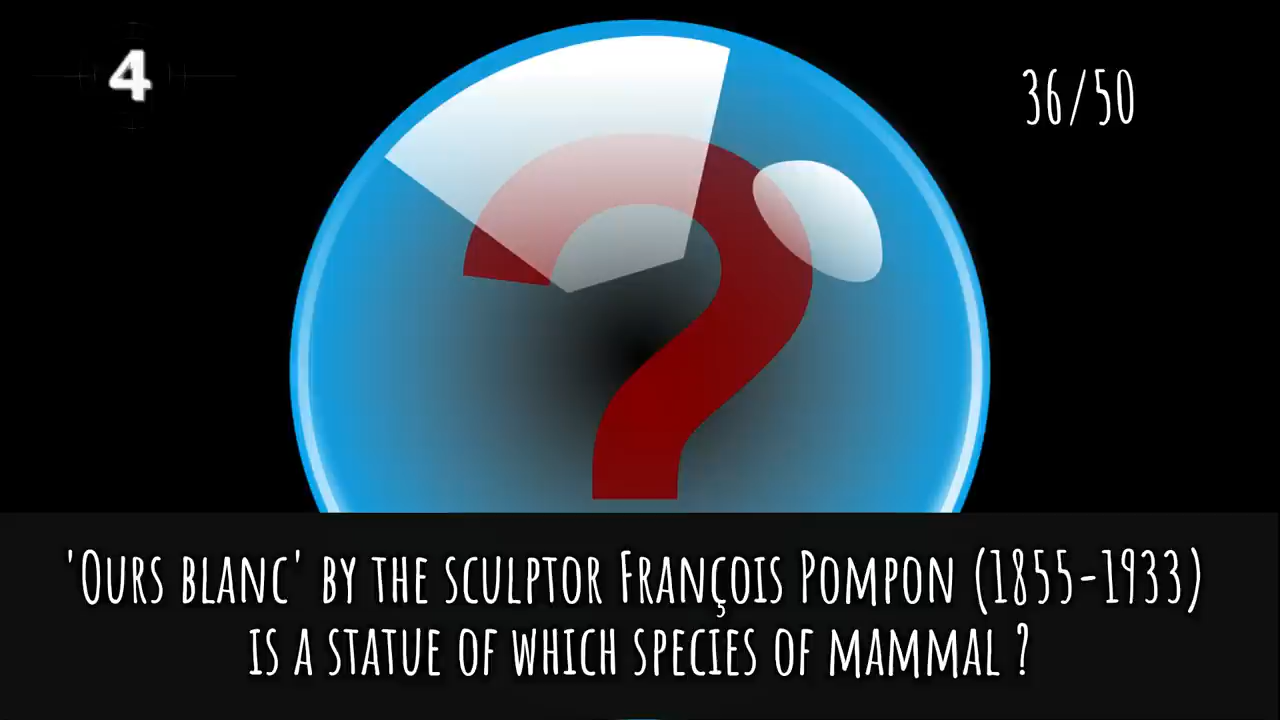 4
36/50
'Ours blanc' by the sculptor François Pompon (1855-1933)
is a statue of which species of mammal ?